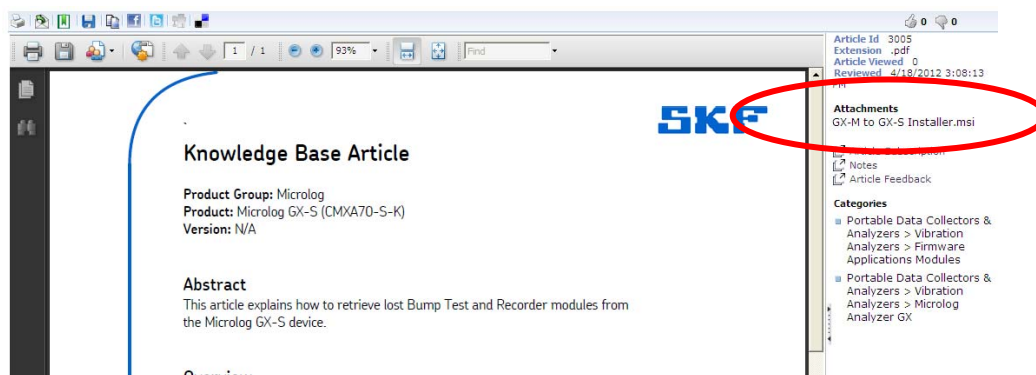 0 0
1 / 1 93% Find
SKF
Knowledge Base Article
Product Group: Microlog
Product: Microlog GX-S (CMXA70-S-K)
Version: N/A
Abstract
This article explains how to retrieve lost Bump Test and Recorder modules from
the Microlog GX-S device.
Overview
Article Id 3005
Extension .pdf
Article Viewed 0
Reviewed 4/18/2012 3:08:13
PM
Attachments
GX-M to GX-S Installer.msi
Article Subscription
Notes
Article Feedback
Categories
Portable Data Collectors &
Analyzers > Vibration
Analyzers > Firmware
Applications Modules
Portable Data Collectors &
Analyzers > Vibration
Analyzers > Microlog
Analyzer GX